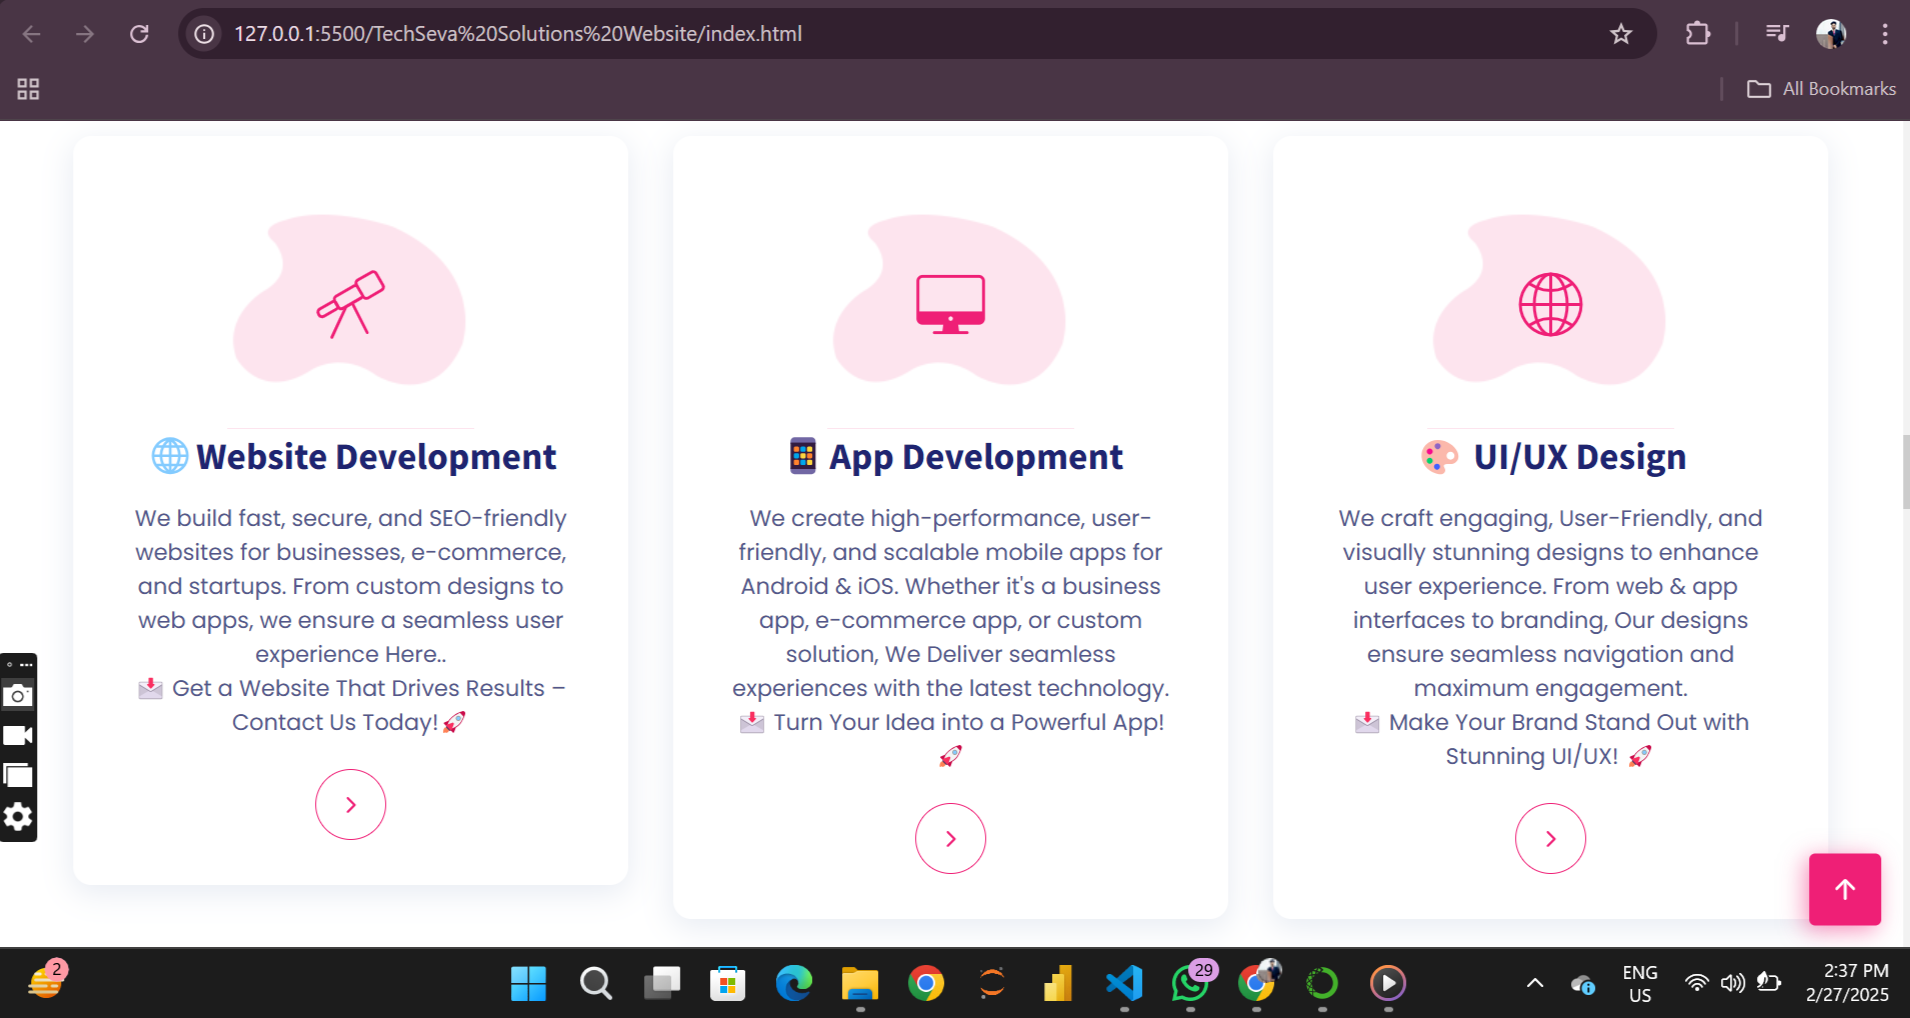 127.0.0.1:5500/TechSeva%20Solutions%20Website/index.html
All Bookmarks
🌐 Website Development
We build fast, secure, and SEO-friendly
websites for businesses, e-commerce,
and startups. From custom designs to
web apps, we ensure a seamless user
experience Here..
📩 Get a Website That Drives Results –
Contact Us Today!🚀
📱 App Development
We create high-performance, user-
friendly, and scalable mobile apps for
Android & iOS. Whether it's a business
app, e-commerce app, or custom
solution, We Deliver seamless
experiences with the latest technology.
📩 Turn Your Idea into a Powerful App!
🚀
🎨 UI/UX Design
We craft engaging, User-Friendly, and
visually stunning designs to enhance
user experience. From web & app
interfaces to branding, Our designs
ensure seamless navigation and
maximum engagement.
📩 Make Your Brand Stand Out with
Stunning UI/UX! 🚀
2
29
ENG
US
2:37 PM
2/27/2025